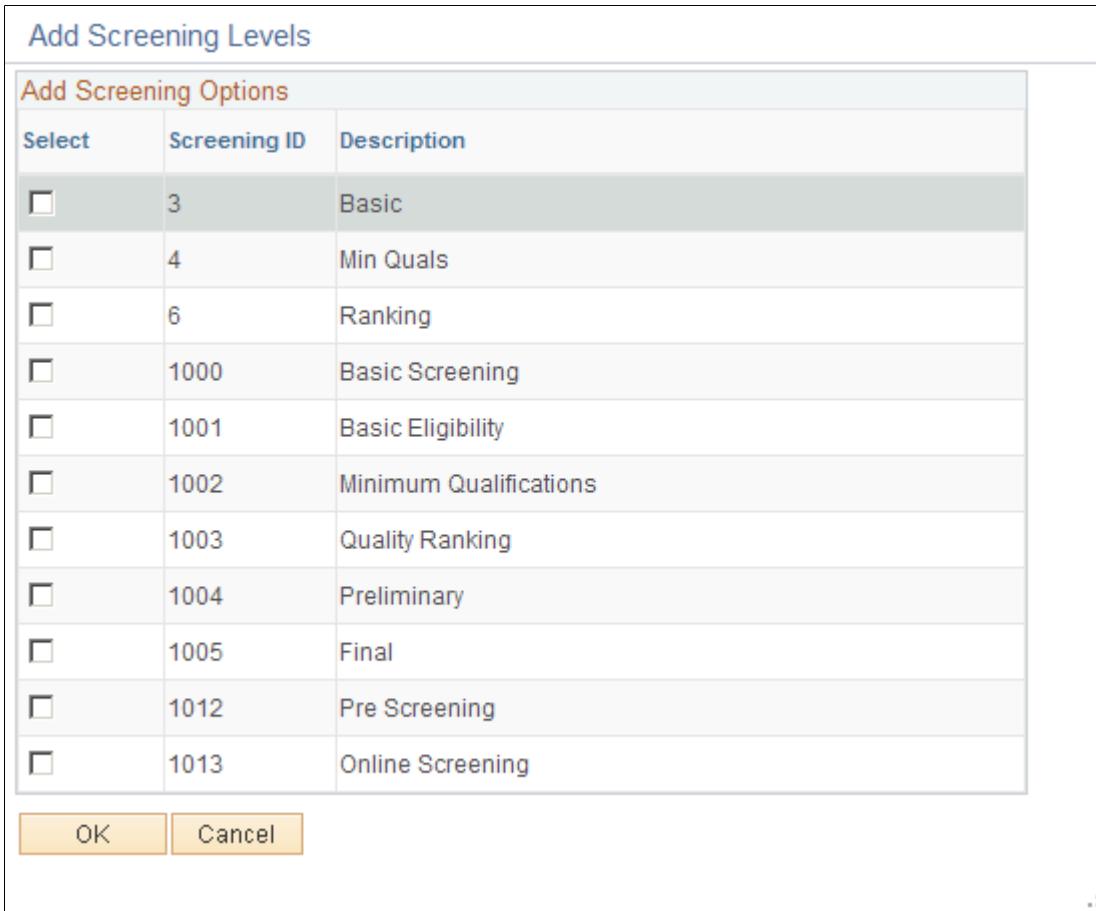 Add Screening Levels
Add Screening Options
Select Screening ID Description
3 Basic
4 Min Quals
6 Ranking
1000 Basic Screening
1001 Basic Eligibility
1002 Minimum Qualifications
1003 Quality Ranking
1004 Preliminary
1005 Final
1012 Pre Screening
1013 Online Screening
OK Cancel